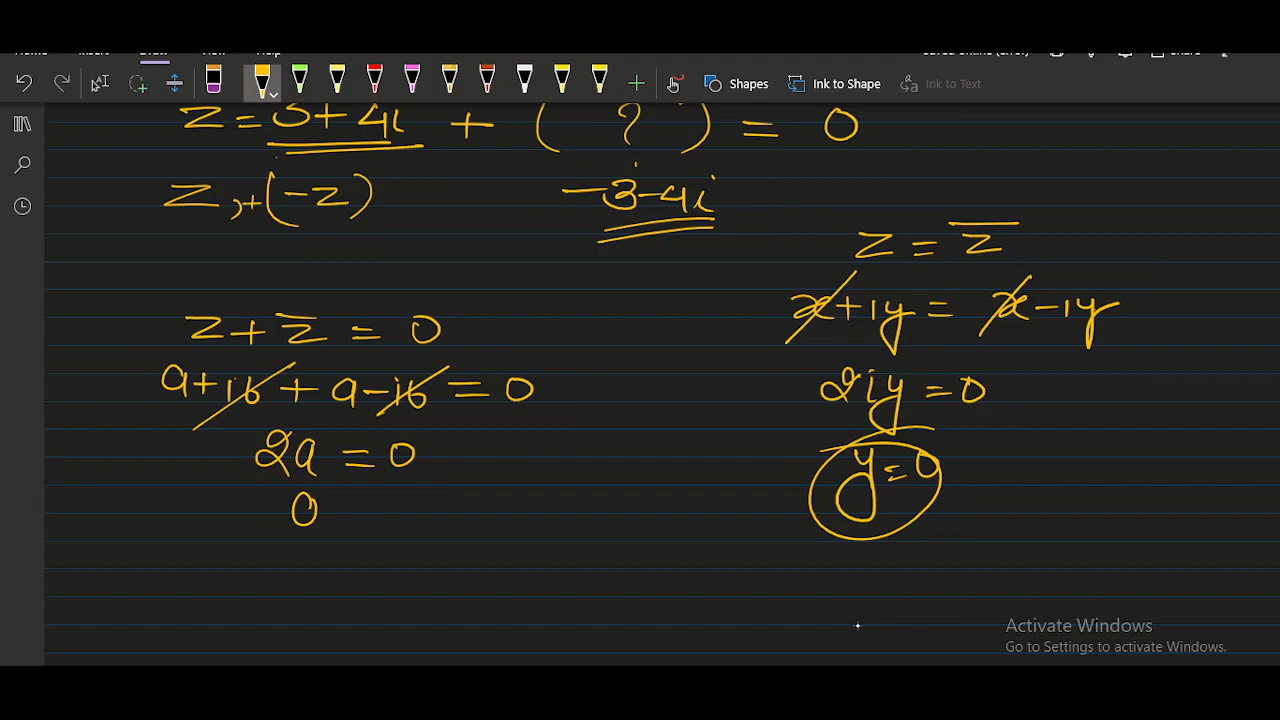 Shapes Ink to Shape Ink to Text
z = 3 + 4i + ( ? ) = 0
z, + (-z)
-3-4i
z = z̅
x + iy = x - iy
2iy = 0
y = 0
z + z̅ = 0
a + ib + a - ib = 0
2a = 0
0
Activate Windows
Go to Settings to activate Windows.